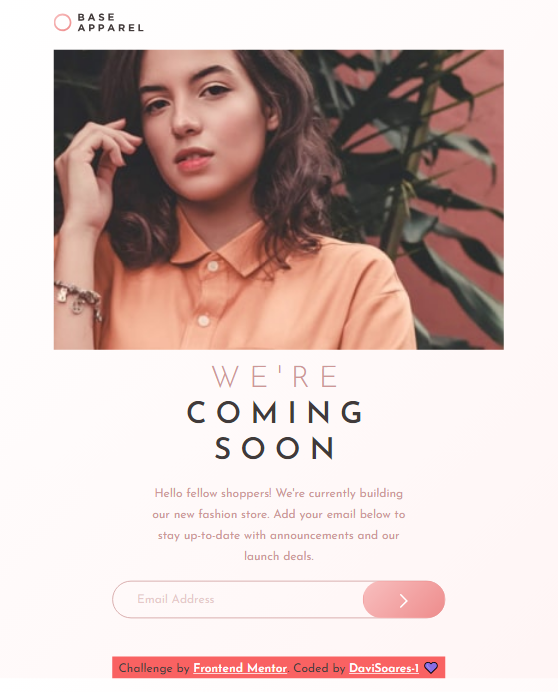 BASE
APPAREL
WE'RE
COMING
SOON
Hello fellow shoppers! We're currently building
our new fashion store. Add your email below to
stay up-to-date with announcements and our
launch deals.
Email Address
Challenge by Frontend Mentor. Coded by DaviSoares-1 💜